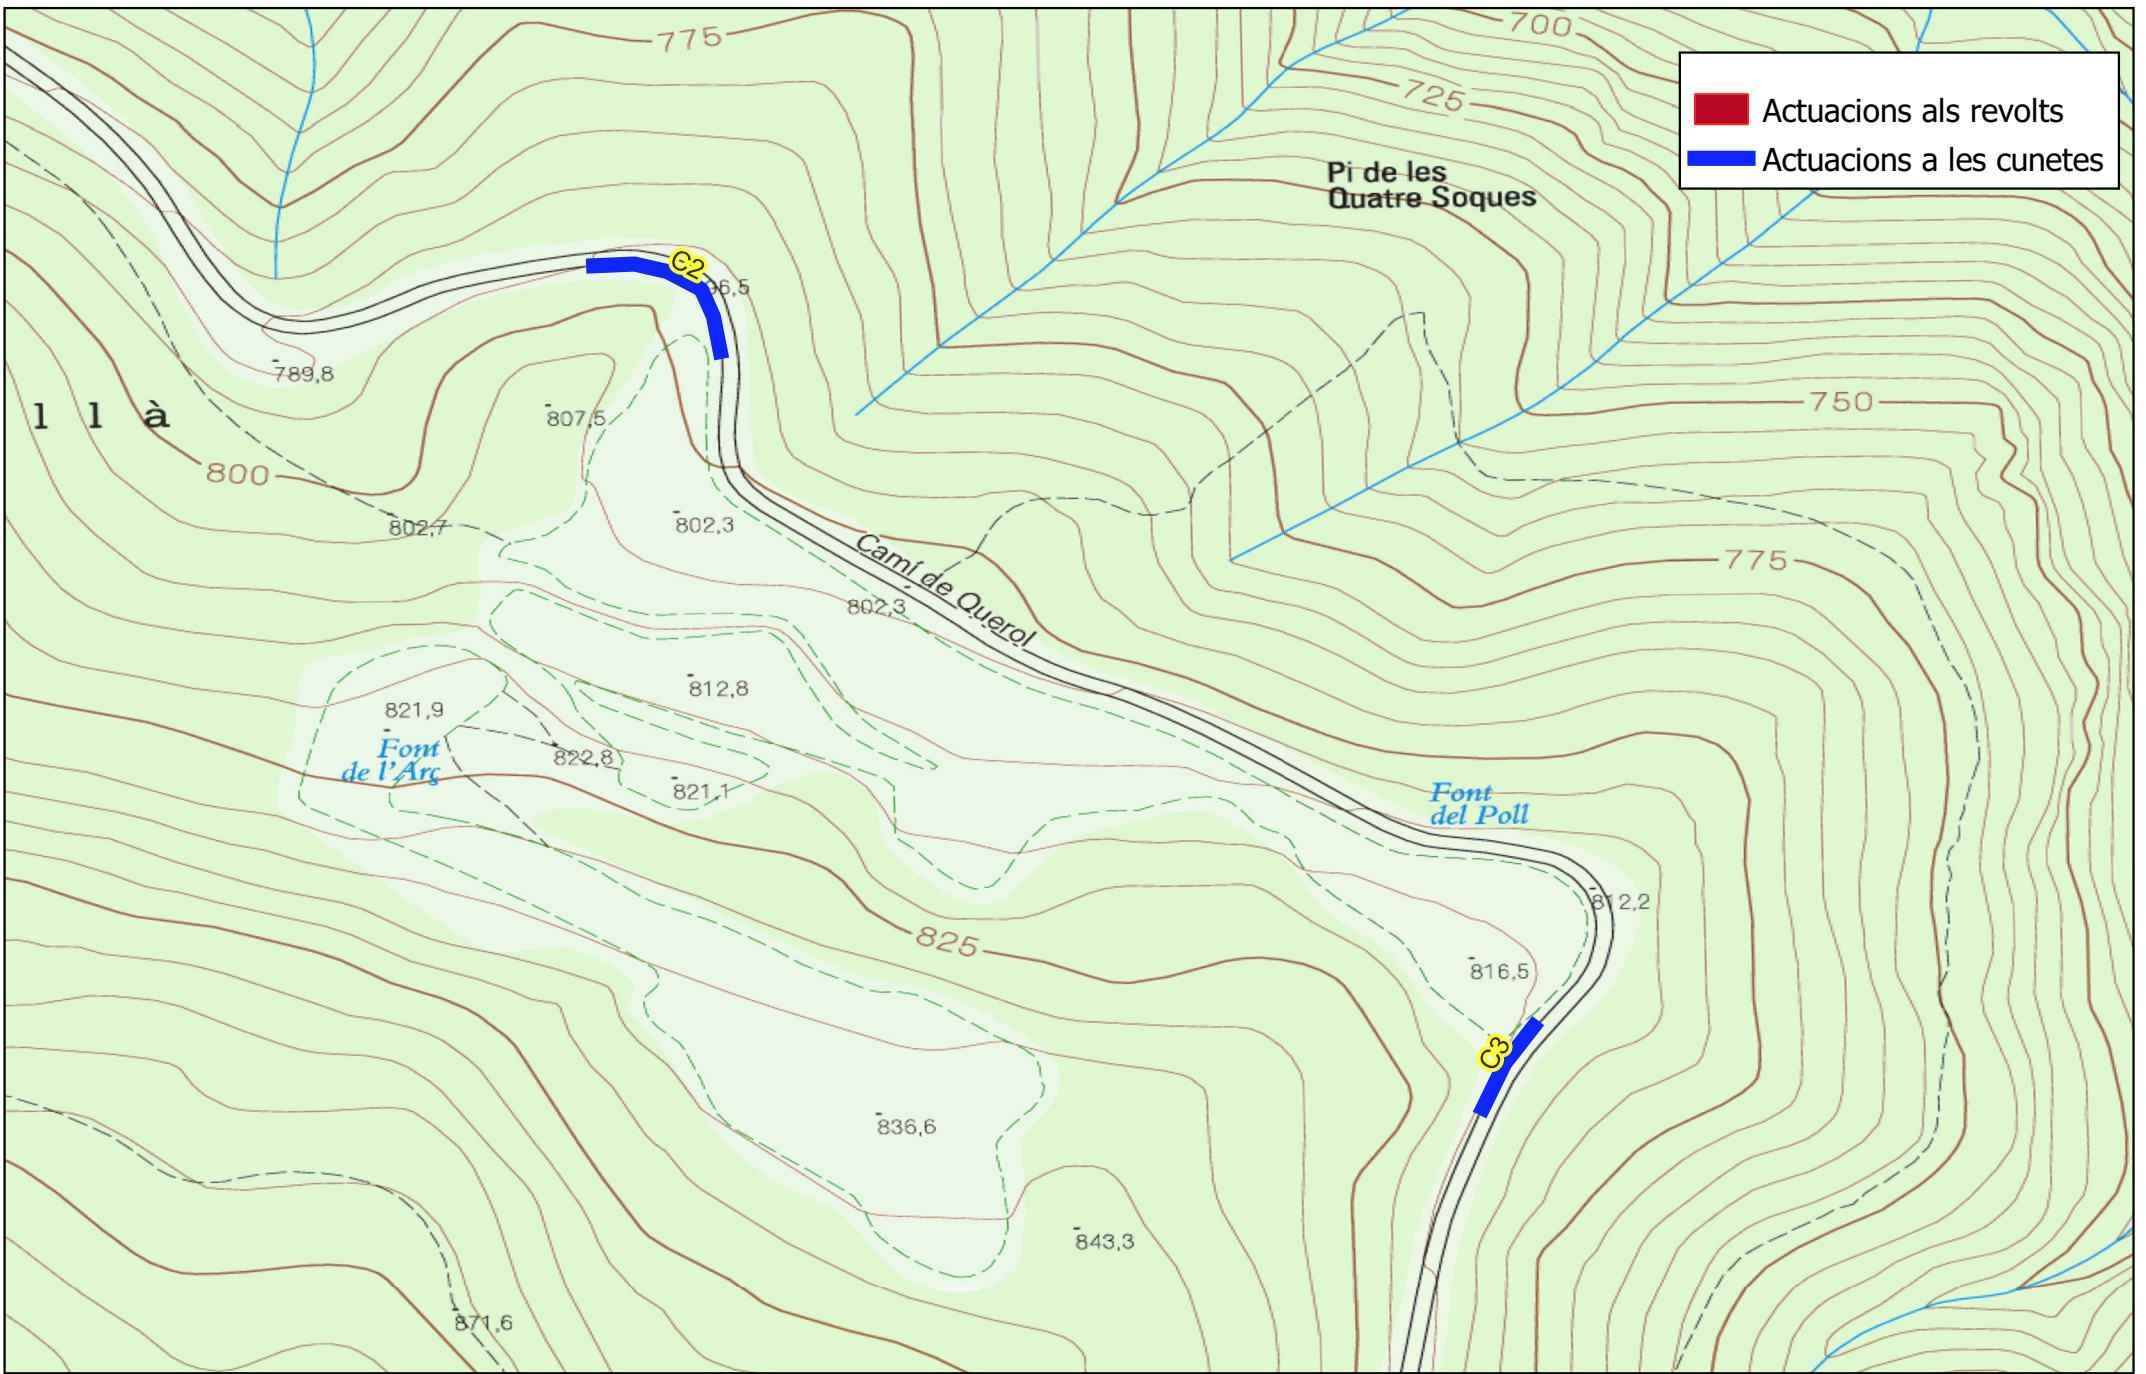 775
700
725
Actuacions als revolts
Actuacions a les cunetes
Pi de les
Quatre Soques
C2
96,5
789,8
l l à
807,5
750
800
802,7
802,3
Camí de Querol
775
802,3
812,8
821,9
Font
de l'Arç
822,8
821,1
Font
del Poll
812,2
825
816,5
C3
836,6
843,3
871,6